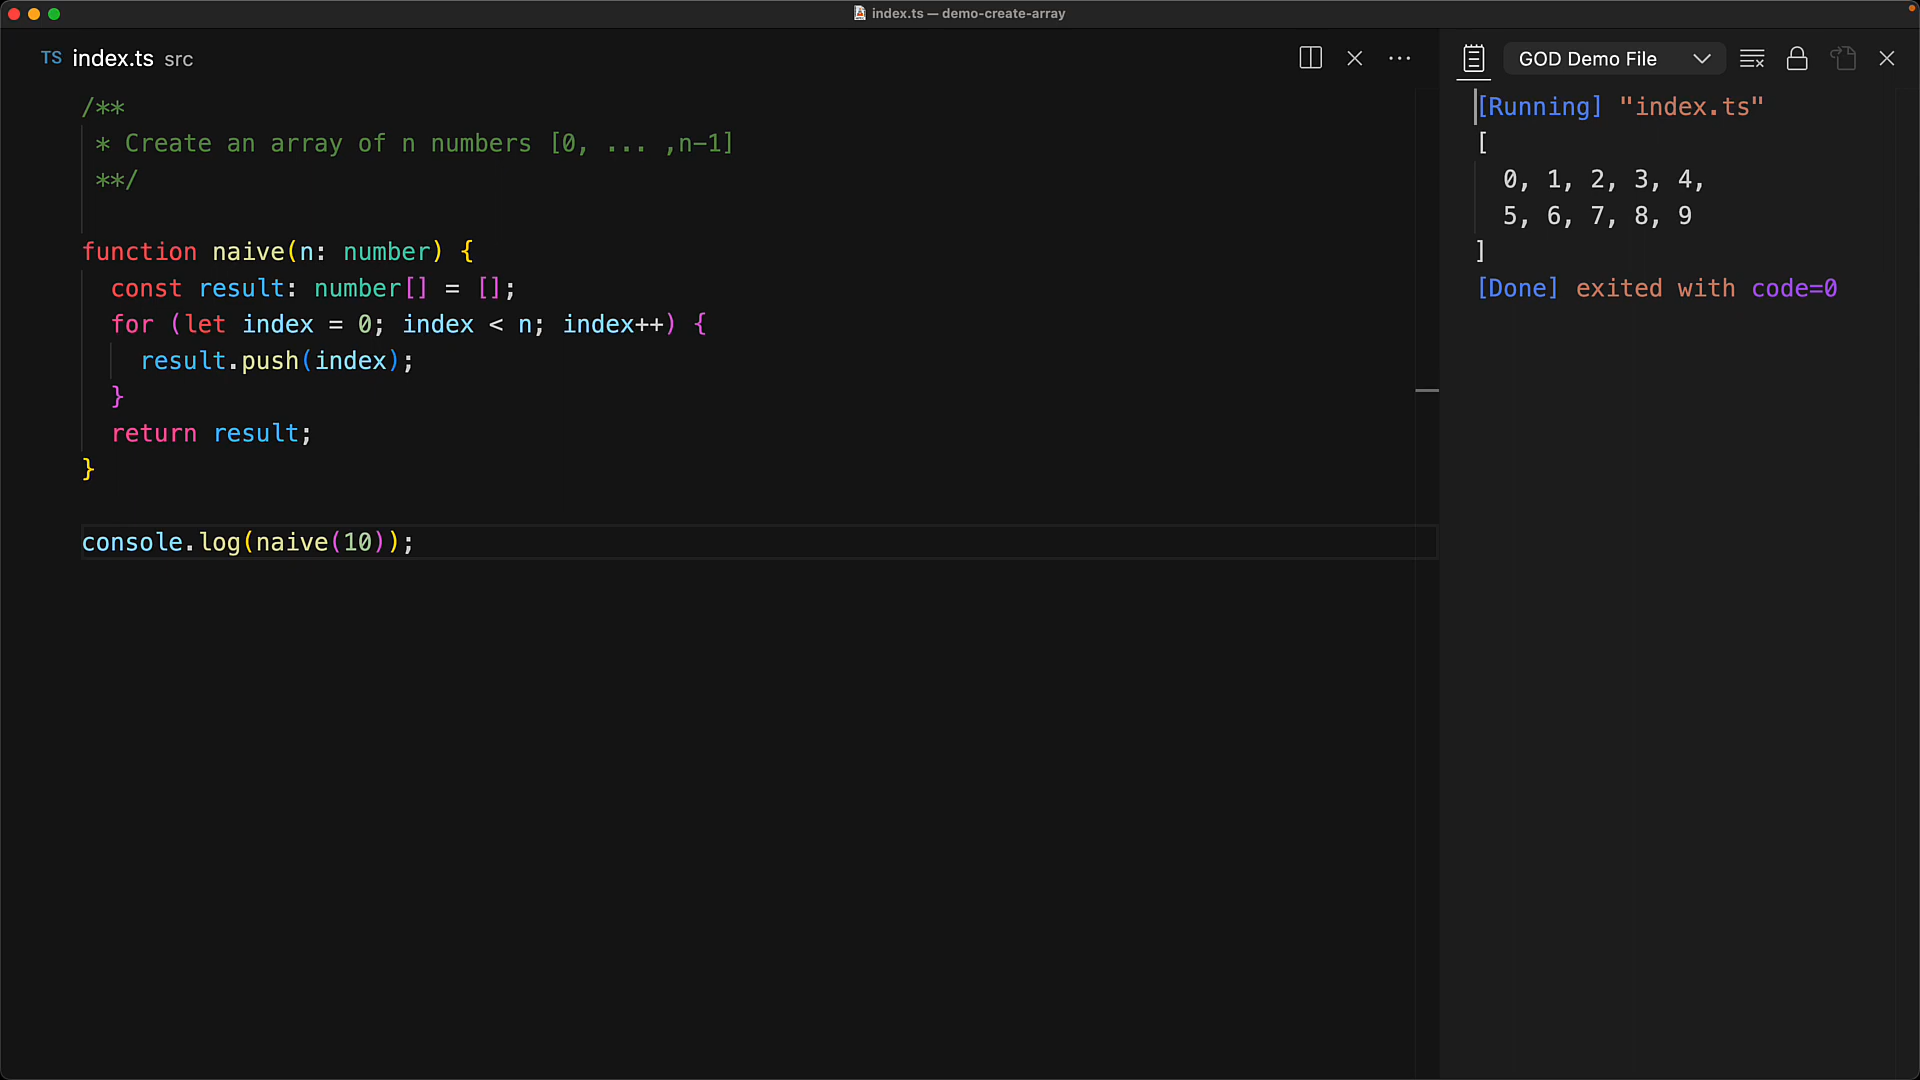 index.ts — demo-create-array
TS index.ts src
GOD Demo File
/**
 * Create an array of n numbers [0, ... ,n-1]
 **/
function naive(n: number) {
  const result: number[] = [];
  for (let index = 0; index < n; index++) {
    result.push(index);
  }
  return result;
}
console.log(naive(10));
[Running] "index.ts"
[
  0, 1, 2, 3, 4,
  5, 6, 7, 8, 9
]
[Done] exited with code=0